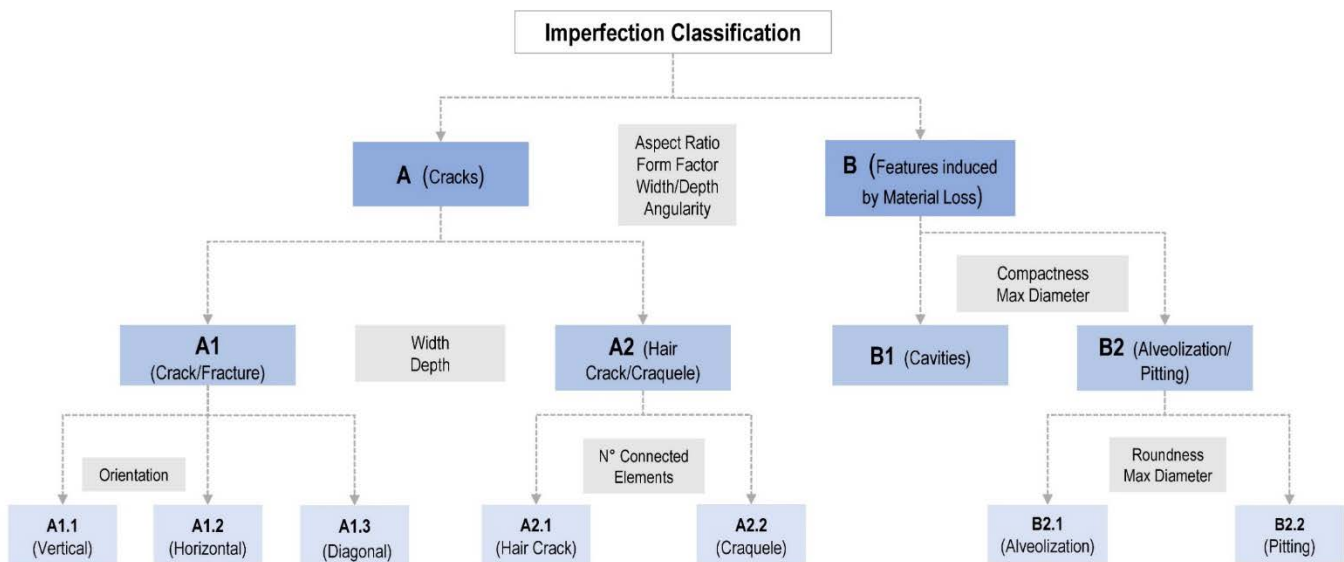 Imperfection Classification
A (Cracks)
Aspect Ratio
Form Factor
Width/Depth
Angularity
B (Features induced
by Material Loss)
A1
(Crack/Fracture)
Width
Depth
A2 (Hair
Crack/Craquele)
Compactness
Max Diameter
B1 (Cavities)
B2 (Alveolization/
Pitting)
Orientation
N° Connected
Elements
Roundness
Max Diameter
A1.1
(Vertical)
A1.2
(Horizontal)
A1.3
(Diagonal)
A2.1
(Hair Crack)
A2.2
(Craquele)
B2.1
(Alveolization)
B2.2
(Pitting)